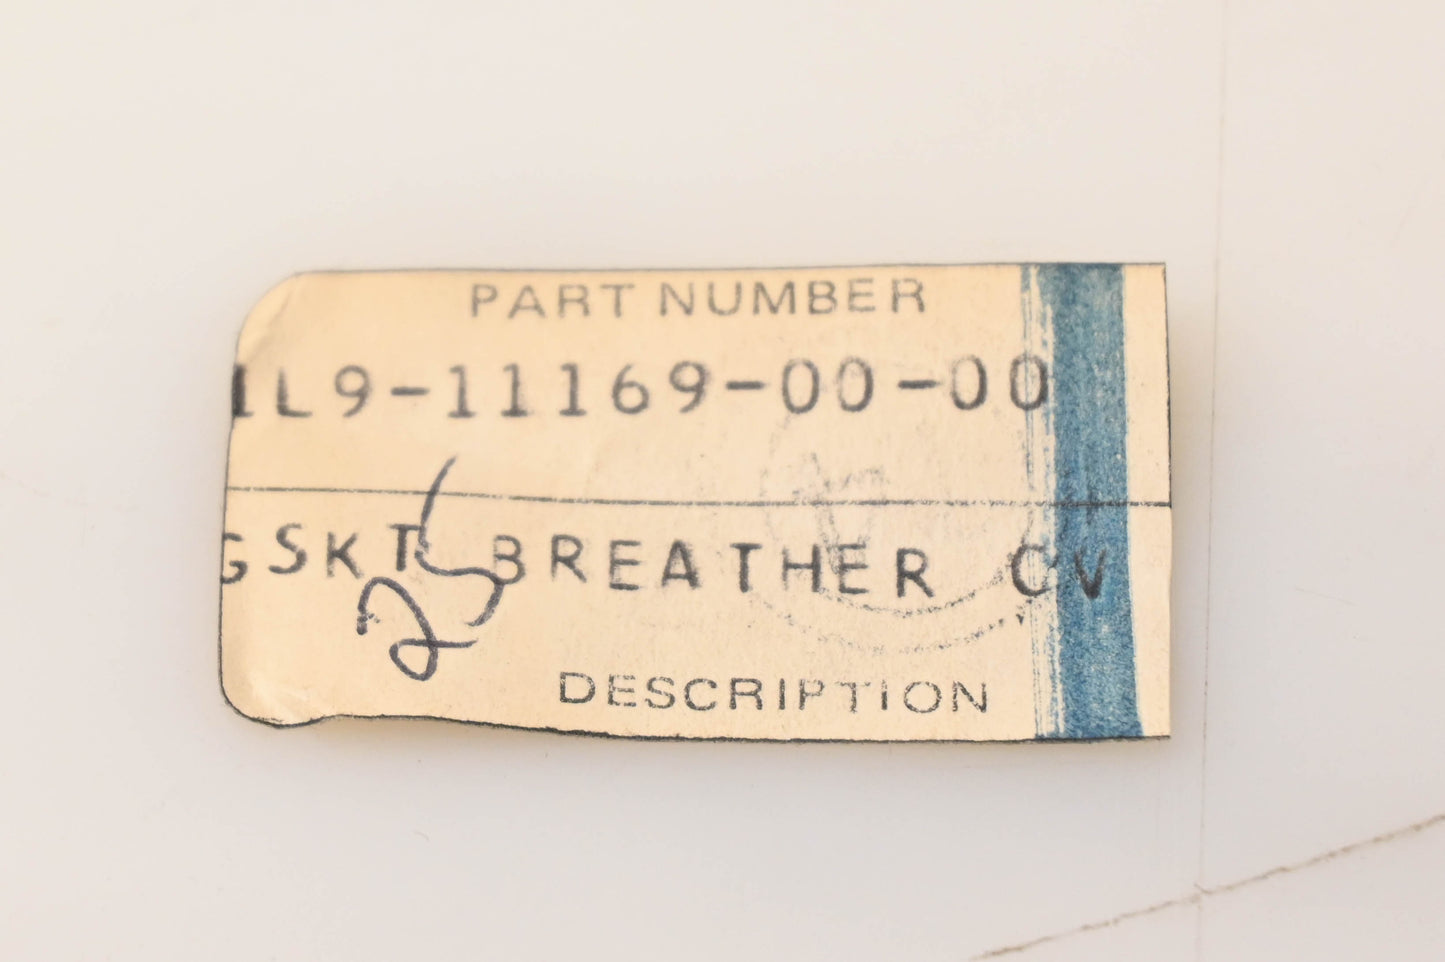 PART NUMBER
1L9-11169-00-00
GSKT BREATHER CV
25
DESCRIPTION